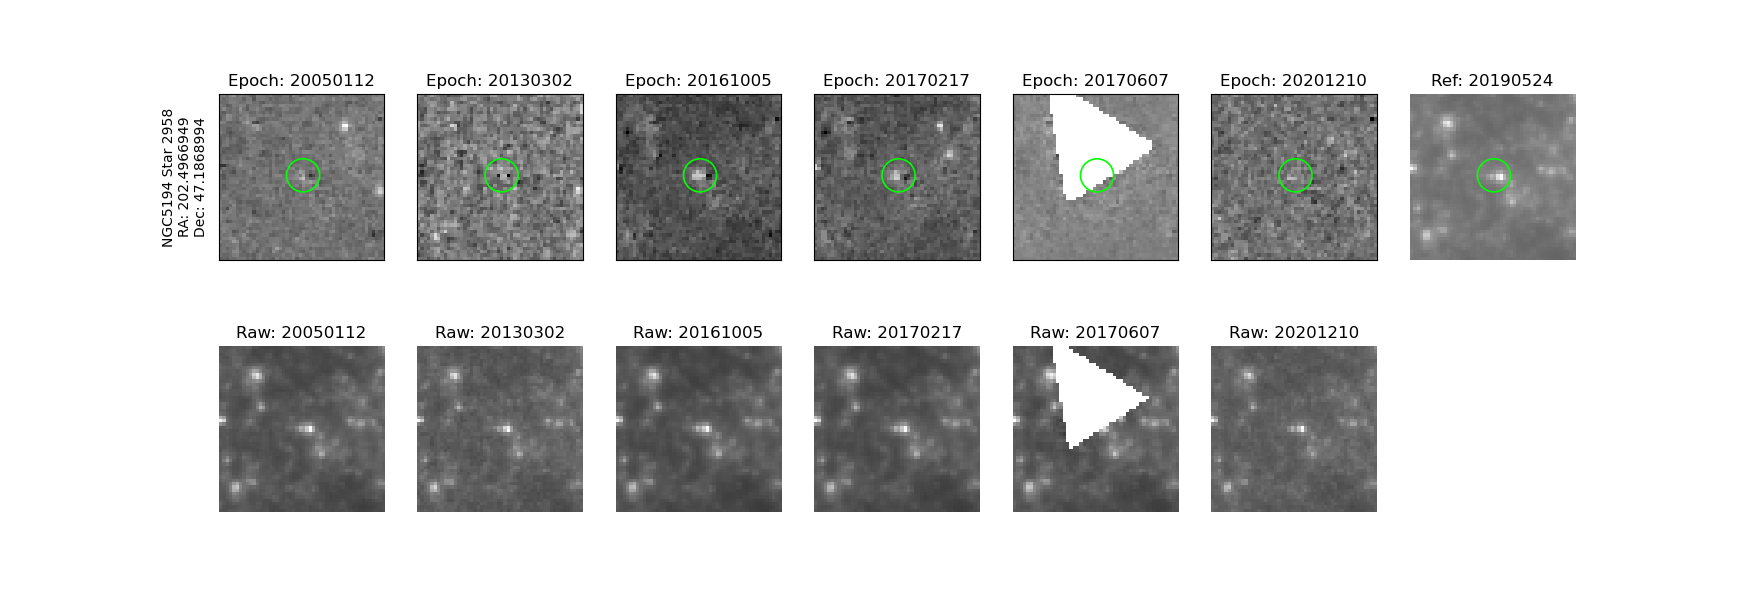 Epoch: 20050112
Epoch: 20130302
Epoch: 20161005
Epoch: 20170217
Epoch: 20170607
Epoch: 20201210
Ref: 20190524
NGC5194 Star 2958
RA: 202.4966949
Dec: 47.1868994
Raw: 20050112
Raw: 20130302
Raw: 20161005
Raw: 20170217
Raw: 20170607
Raw: 20201210